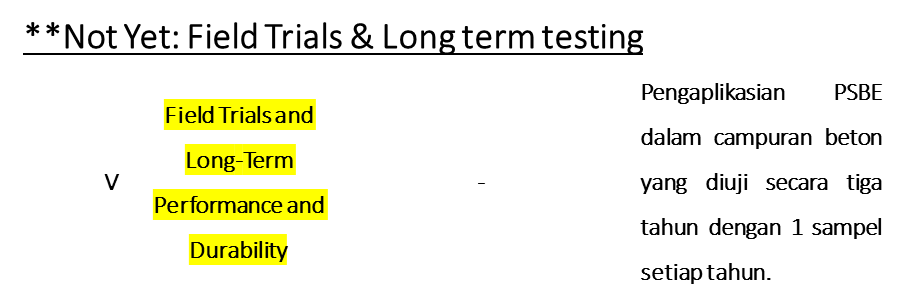 **Not Yet: Field Trials & Long term testing
V
Field Trials and
Long-Term
Performance and
Durability
-
Pengaplikasian PSBE
dalam campuran beton
yang diuji secara tiga
tahun dengan 1 sampel
setiap tahun.